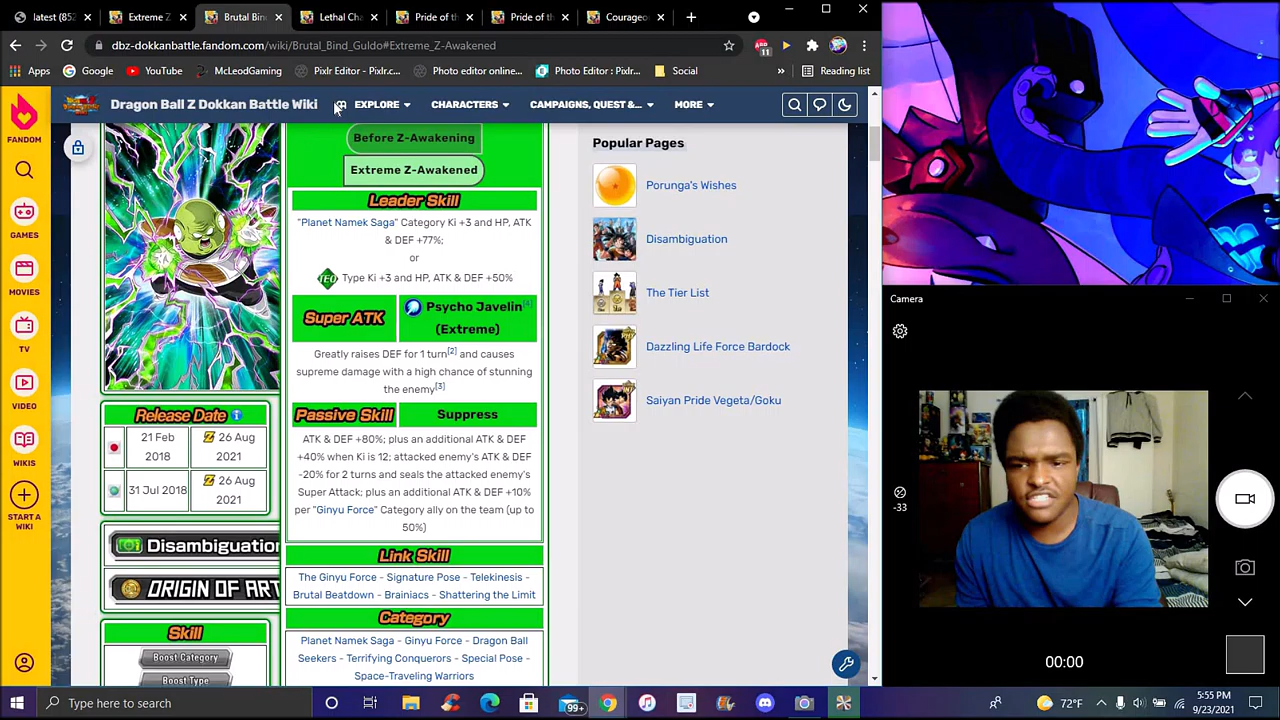 latest (852
Extreme Z
Brutal Bin
Lethal Cha
Pride of th
Pride of th
Courageou
dbz-dokkanbattle.fandom.com/wiki/Brutal_Bind_Guldo#Extreme_Z-Awakened
11
Apps
Google
YouTube
McLeodGaming
Pixlr Editor - Pixlr.c...
Photo editor online...
Photo Editor : Pixlr...
Social
»
Reading list
FANDOM
GAMES
MOVIES
TV
VIDEO
WIKIS
START A
WIKI
Dragon Ball Z Dokkan Battle Wiki
EXPLORE
CHARACTERS
CAMPAIGNS, QUEST &...
MORE
Before Z-Awakening
Extreme Z-Awakened
Leader Skill
"Planet Namek Saga" Category Ki +3 and HP, ATK
& DEF +77%;
or
TEQ Type Ki +3 and HP, ATK & DEF +50%
Super ATK
Psycho Javelin[4]
(Extreme)
Greatly raises DEF for 1 turn[2] and causes
supreme damage with a high chance of stunning
the enemy[3]
Passive Skill
Suppress
ATK & DEF +80%; plus an additional ATK & DEF
+40% when Ki is 12; attacked enemy's ATK & DEF
-20% for 2 turns and seals the attacked enemy's
Super Attack; plus an additional ATK & DEF +10%
per "Ginyu Force" Category ally on the team (up to
50%)
Link Skill
The Ginyu Force - Signature Pose - Telekinesis -
Brutal Beatdown - Brainiacs - Shattering the Limit
Category
Planet Namek Saga - Ginyu Force - Dragon Ball
Seekers - Terrifying Conquerors - Special Pose -
Space-Traveling Warriors
Release Date
21 Feb
2018
26 Aug
2021
31 Jul 2018
26 Aug
2021
Disambiguation
ORIGIN OF ART
Skill
Boost Category
Boost Type
Popular Pages
Porunga's Wishes
Disambiguation
The Tier List
Dazzling Life Force Bardock
Saiyan Pride Vegeta/Goku
Camera
-33
00:00
Type here to search
99+
72°F
5:55 PM
9/23/2021